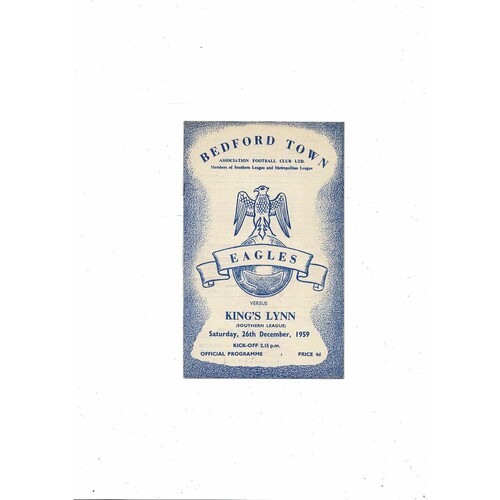 BEDFORD TOWN
ASSOCIATION FOOTBALL CLUB LTD.
Members of Southern League and Metropolitan League
EAGLES
VERSUS
KING'S LYNN
(SOUTHERN LEAGUE)
Saturday, 26th December, 1959
KICK-OFF 2.15 p.m.
OFFICIAL PROGRAMME : PRICE 4d